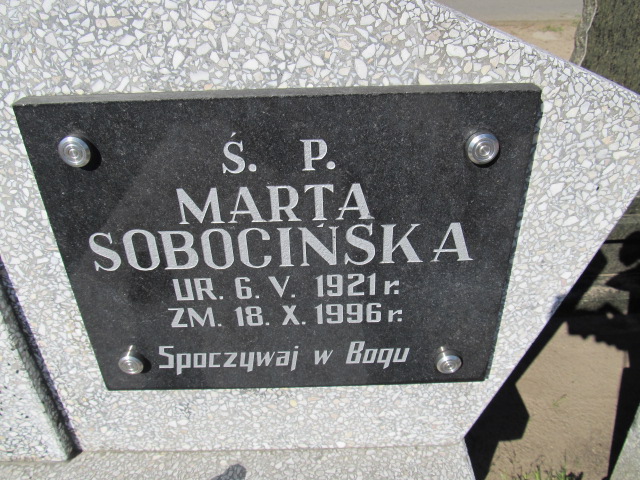 Ś. P.
MARTA
SOBOCIŃSKA
UR. 6. V. 1921 r.
ZM. 18. X. 1996 r.
Spoczywaj w Bogu